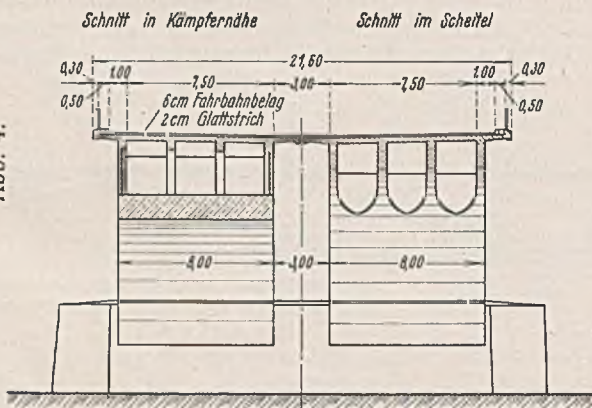 Schnitt in Kämpfernähe
Schnitt im Scheitel
21,60
0,30 1.00 7,50 3,00 7,50 1.00 0,30
0,50 0,50
6cm Fahrbahnbelag
2cm Glattstrich
8,00 3,00 8,00
Abb. 4.